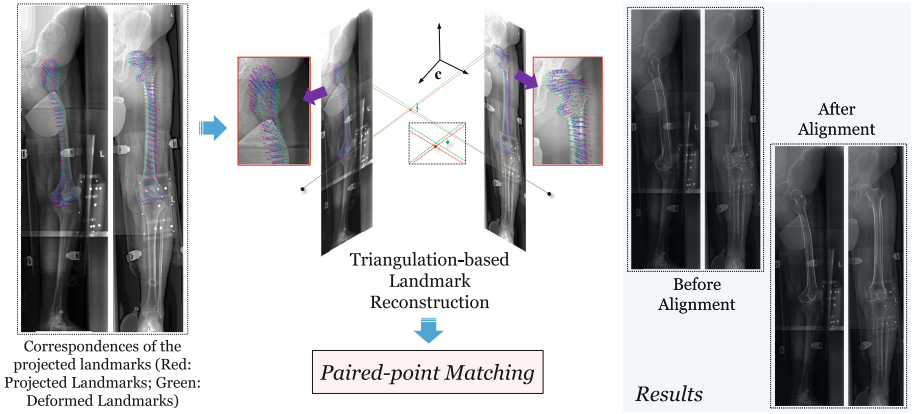 Correspondences of the
projected landmarks (Red:
Projected Landmarks; Green:
Deformed Landmarks)
L
L
c
Triangulation-based
Landmark
Reconstruction
Paired-point Matching
Before
Alignment
After
Alignment
Results